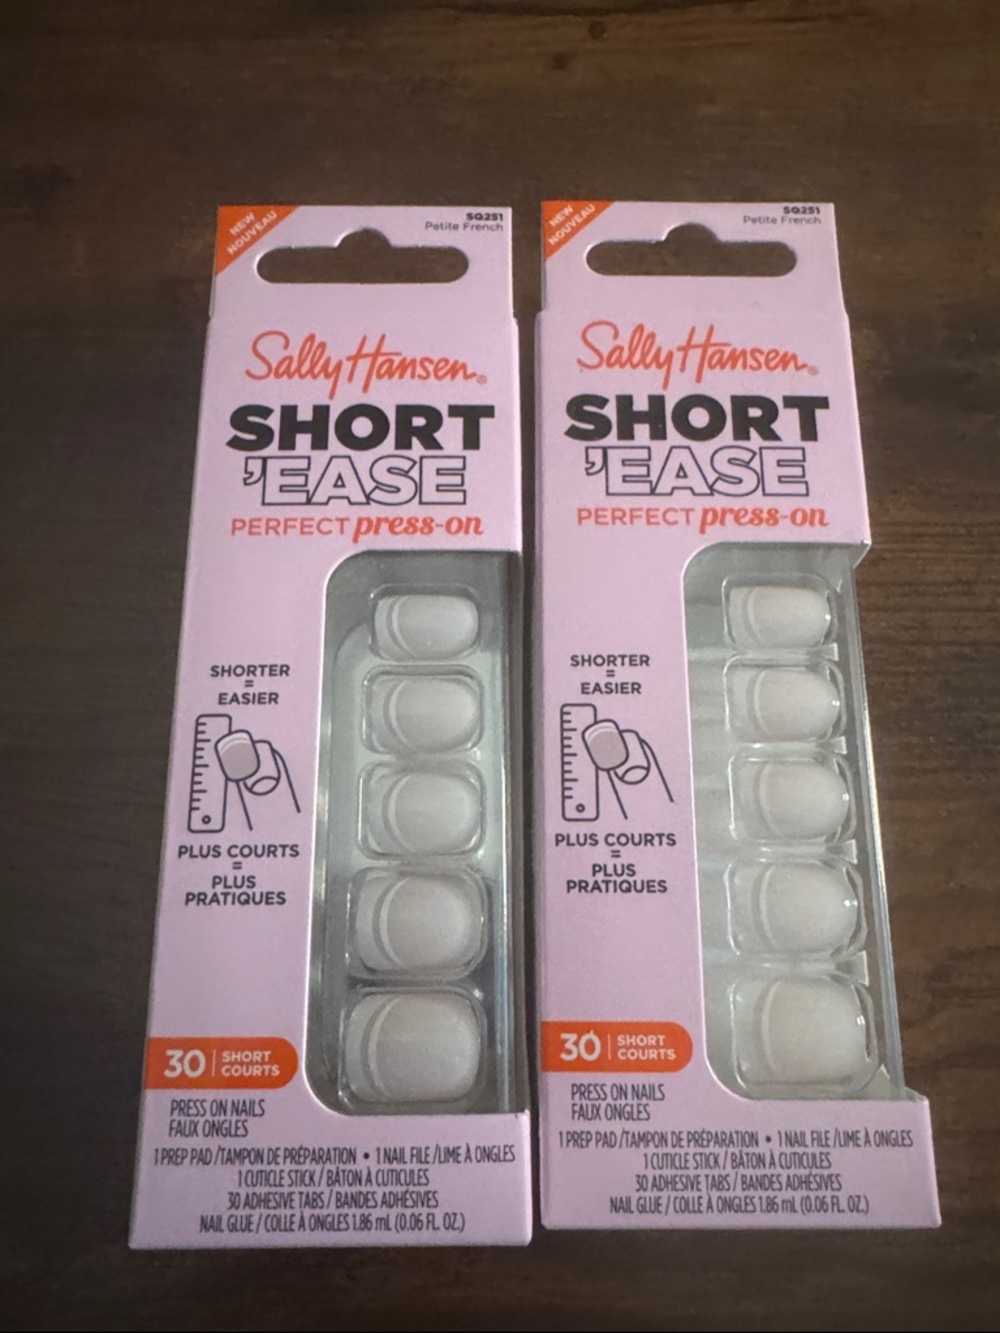 NEW
NOUVEAU
SQ251
Petite French
Sally Hansen®
SHORT
'EASE
PERFECT press-on
SHORTER
=
EASIER
PLUS COURTS
=
PLUS
PRATIQUES
30 | SHORT
COURTS
PRESS ON NAILS
FAUX ONGLES
1 PREP PAD / TAMPON DE PRÉPARATION • 1 NAIL FILE / LIME À ONGLES
1 CUTICLE STICK / BÂTON À CUTICULES
30 ADHESIVE TABS / BANDES ADHÉSIVES
NAIL GLUE / COLLE À ONGLES 1.86 mL (0.06 FL. OZ.)
NEW
NOUVEAU
SQ251
Petite French
Sally Hansen®
SHORT
'EASE
PERFECT press-on
SHORTER
=
EASIER
PLUS COURTS
=
PLUS
PRATIQUES
30 | SHORT
COURTS
PRESS ON NAILS
FAUX ONGLES
1 PREP PAD / TAMPON DE PRÉPARATION • 1 NAIL FILE / LIME À ONGLES
1 CUTICLE STICK / BÂTON À CUTICULES
30 ADHESIVE TABS / BANDES ADHÉSIVES
NAIL GLUE / COLLE À ONGLES 1.86 mL (0.06 FL. OZ.)